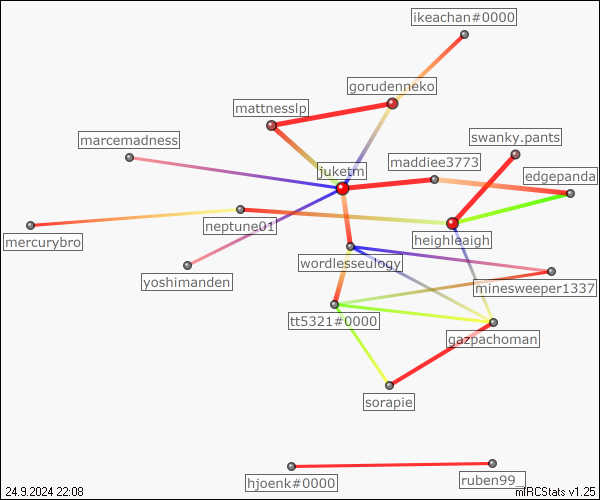 ikeachan#0000
gorudenneko
mattnesslp
swanky.pants
marcemadness
maddiee3773
juketm
edgepanda
neptune01
mercurybro
heighleaigh
wordlesseulogy
yoshimanden
minesweeper1337
tt5321#0000
gazpachoman
sorapie
hjoenk#0000
ruben99_
24.9.2024 22:08
mIRCStats v1.25